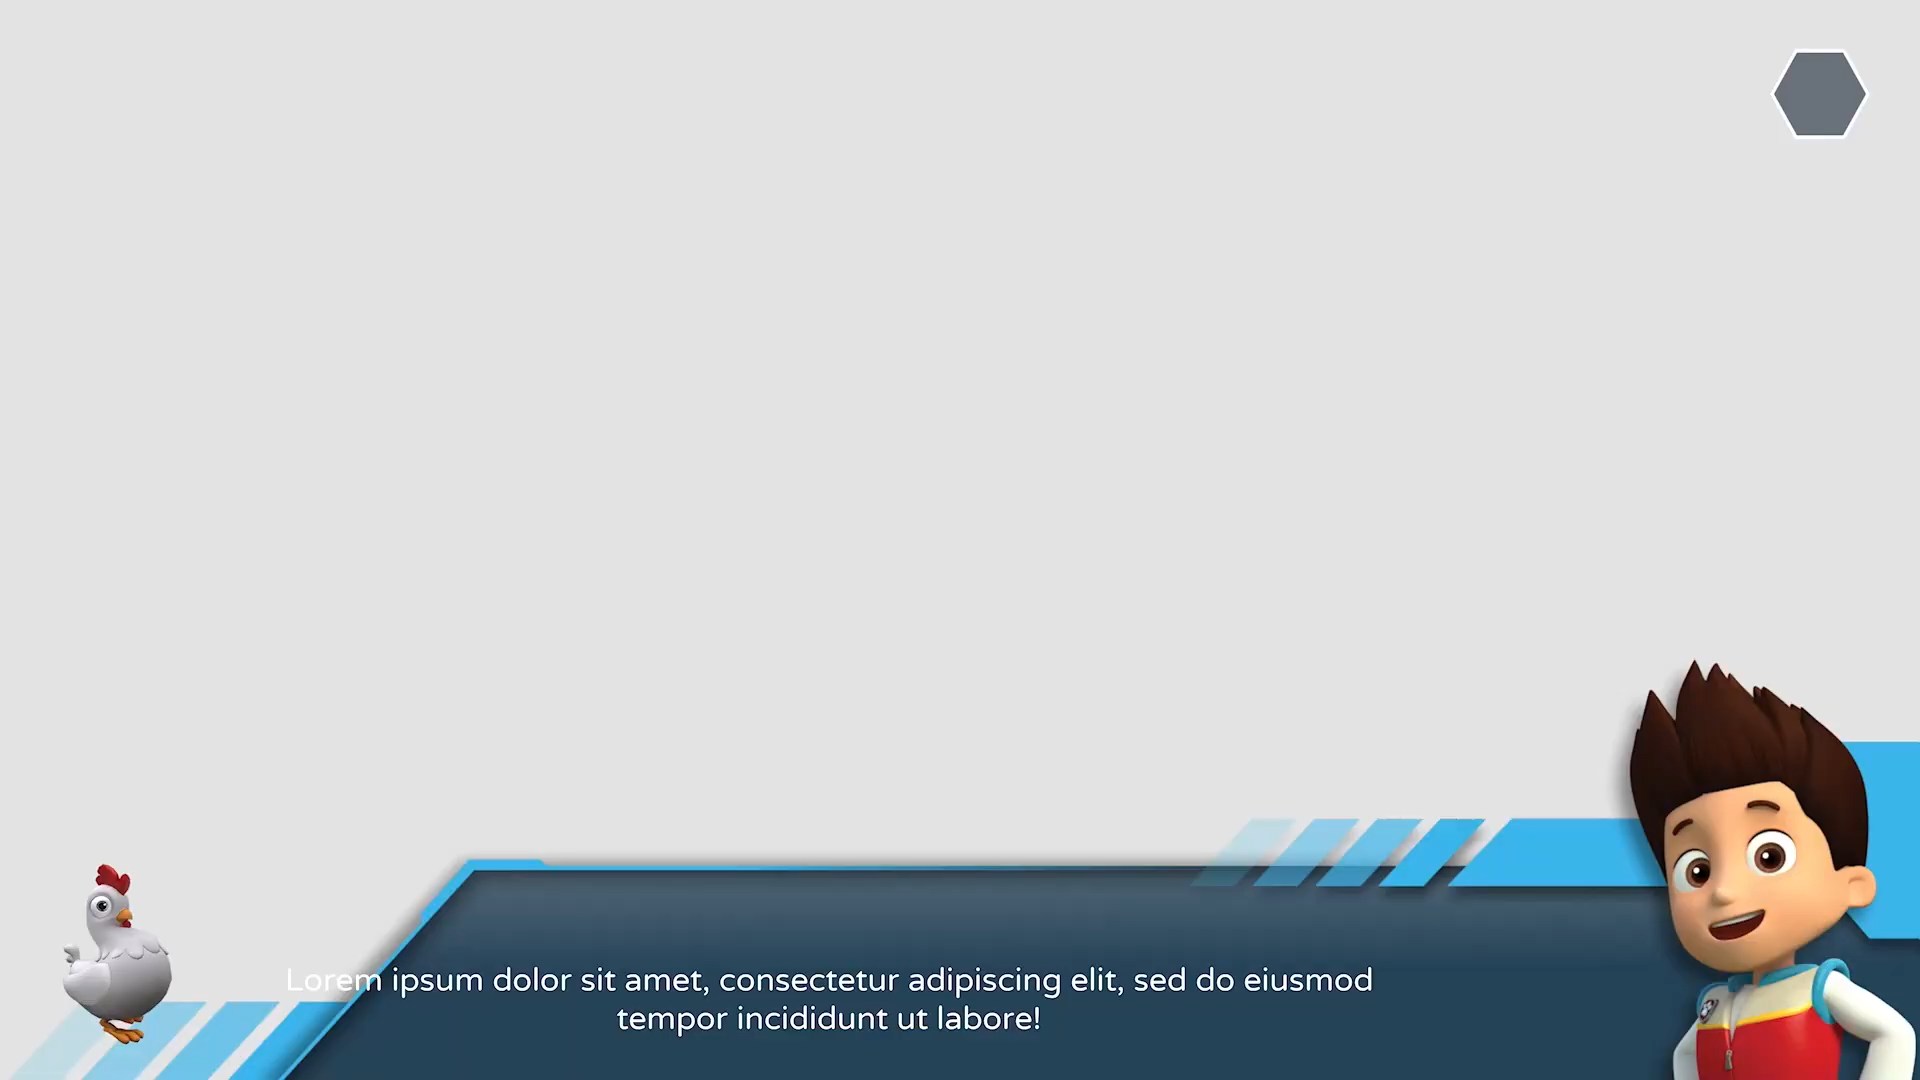 Lorem ipsum dolor sit amet, consectetur adipiscing elit, sed do eiusmod
tempor incididunt ut labore!